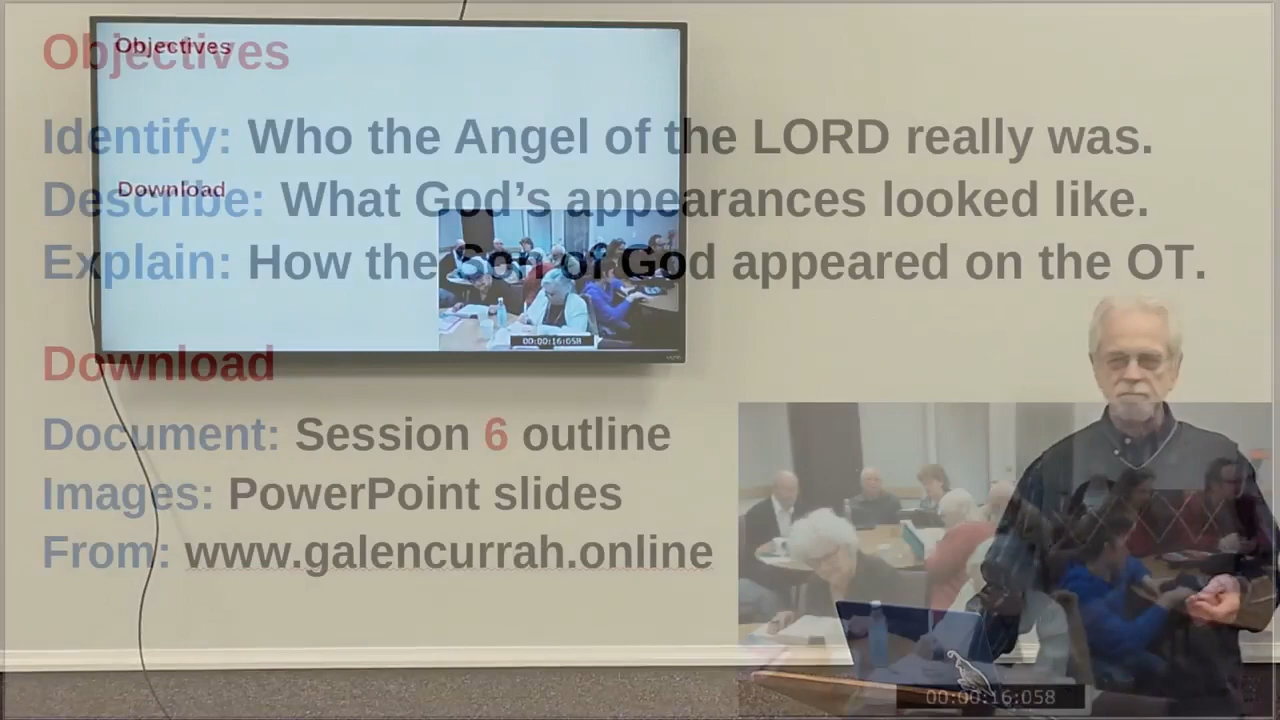 Objectives
Identify: Who the Angel of the LORD really was.
Describe: What God’s appearances looked like.
Explain: How the Son of God appeared on the OT.
Download
Document: Session 6 outline
Images: PowerPoint slides
From: www.galencurrah.online
00:00:16:058
Objectives
Download
00:00:16:058